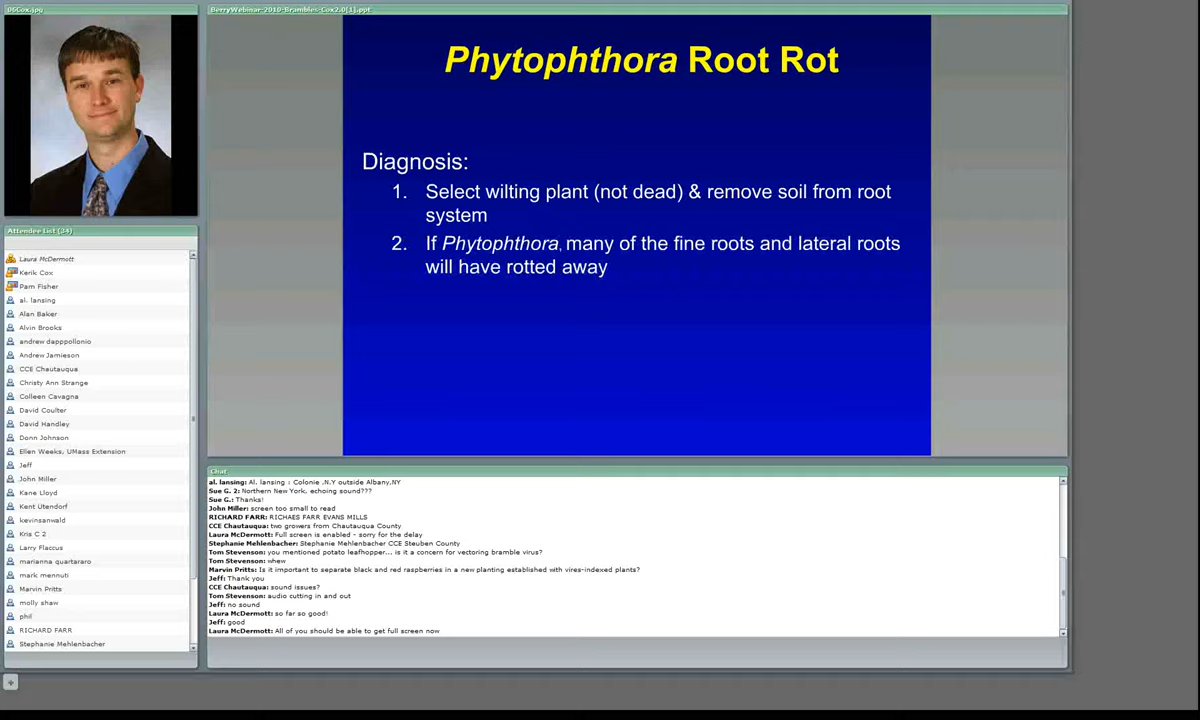 06Cox.jpg
BerryWebinar-2010-Brambles-Cox2.0[1].ppt
Phytophthora Root Rot
Diagnosis:
1. Select wilting plant (not dead) & remove soil from root
system
2. If Phytophthora, many of the fine roots and lateral roots
will have rotted away
Attendee List (34)
Laura McDermott
Kerik Cox
Pam Fisher
al. lansing
Alan Baker
Alvin Brooks
andrew dapppollonio
Andrew Jamieson
CCE Chautauqua
Christy Ann Strange
Colleen Cavagna
David Coulter
David Handley
Donn Johnson
Ellen Weeks, UMass Extension
Jeff
John Miller
Kane Lloyd
Kent Utendorf
kevinsanwald
Kris C 2
Larry Flaccus
marianna quartararo
mark mennuti
Marvin Pritts
molly shaw
phil
RICHARD FARR
Stephanie Mehlenbacher
Chat
al. lansing: Al. lansing : Colonie .N.Y outside Albany,NY
Sue G. 2: Northern New York, echoing sound???
Sue G.: Thanks!
John Miller: screen too small to read
RICHARD FARR: RICHAES FARR EVANS MILLS
CCE Chautauqua: two growers from Chautauqua County
Laura McDermott: Full screen is enabled - sorry for the delay
Stephanie Mehlenbacher: Stephanie Mehlenbacher CCE Steuben County
Tom Stevenson: you mentioned potato leafhopper... is it a concern for vectoring bramble virus?
Tom Stevenson: whew
Marvin Pritts: Is it important to separate black and red raspberries in a new planting established with vires-indexed plants?
Jeff: Thank you
CCE Chautauqua: sound issues?
Tom Stevenson: audio cutting in and out
Jeff: no sound
Laura McDermott: so far so good!
Jeff: good
Laura McDermott: All of you should be able to get full screen now